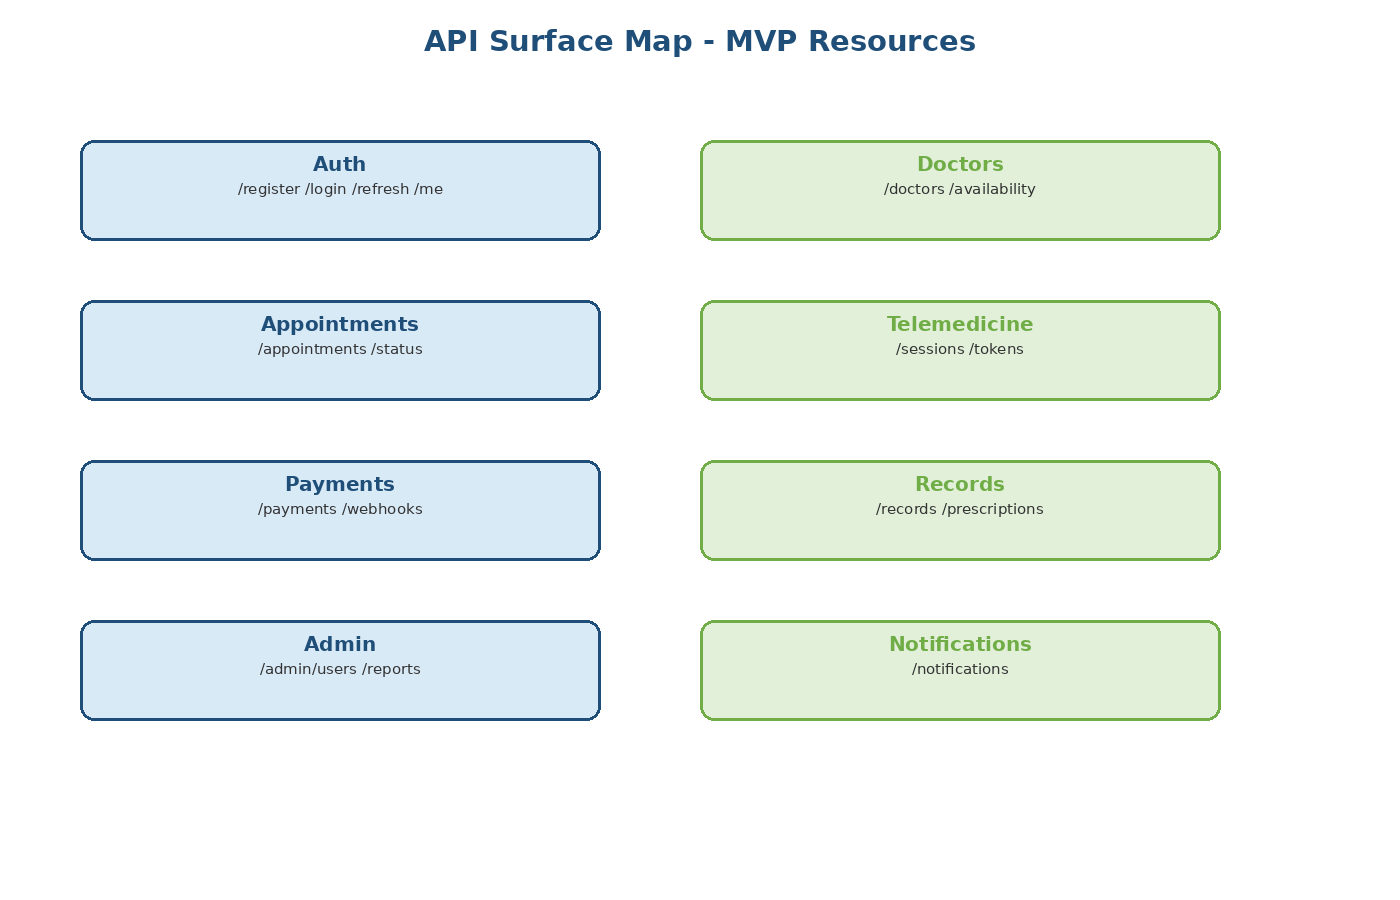 API Surface Map - MVP Resources
Auth
/register /login /refresh /me
Doctors
/doctors /availability
Appointments
/appointments /status
Telemedicine
/sessions /tokens
Payments
/payments /webhooks
Records
/records /prescriptions
Admin
/admin/users /reports
Notifications
/notifications